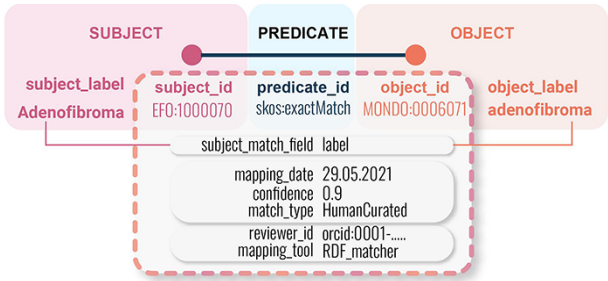 SUBJECT PREDICATE OBJECT
subject_label subject_id predicate_id object_id object_label
Adenofibroma EFO:1000070 skos:exactMatch MONDO:0006071 adenofibroma
subject_match_field label
mapping_date 29.05.2021
confidence 0.9
match_type HumanCurated
reviewer_id orcid:0001-.....
mapping_tool RDF_matcher